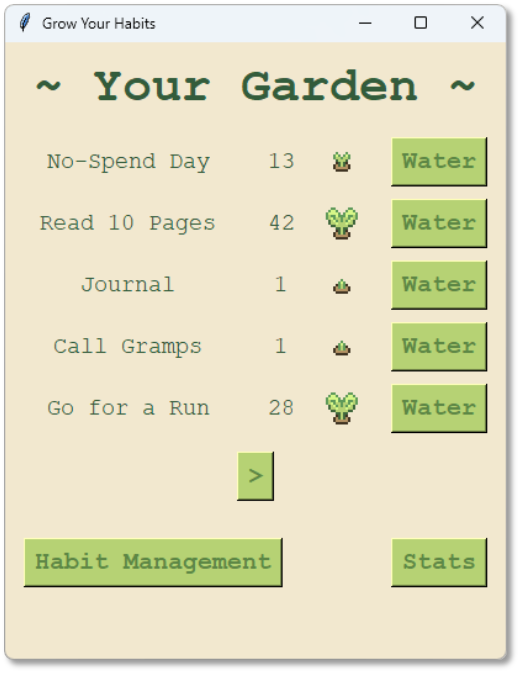 Grow Your Habits
~ Your Garden ~
No-Spend Day 13 Water
Read 10 Pages 42 Water
Journal 1 Water
Call Gramps 1 Water
Go for a Run 28 Water
>
Habit Management Stats